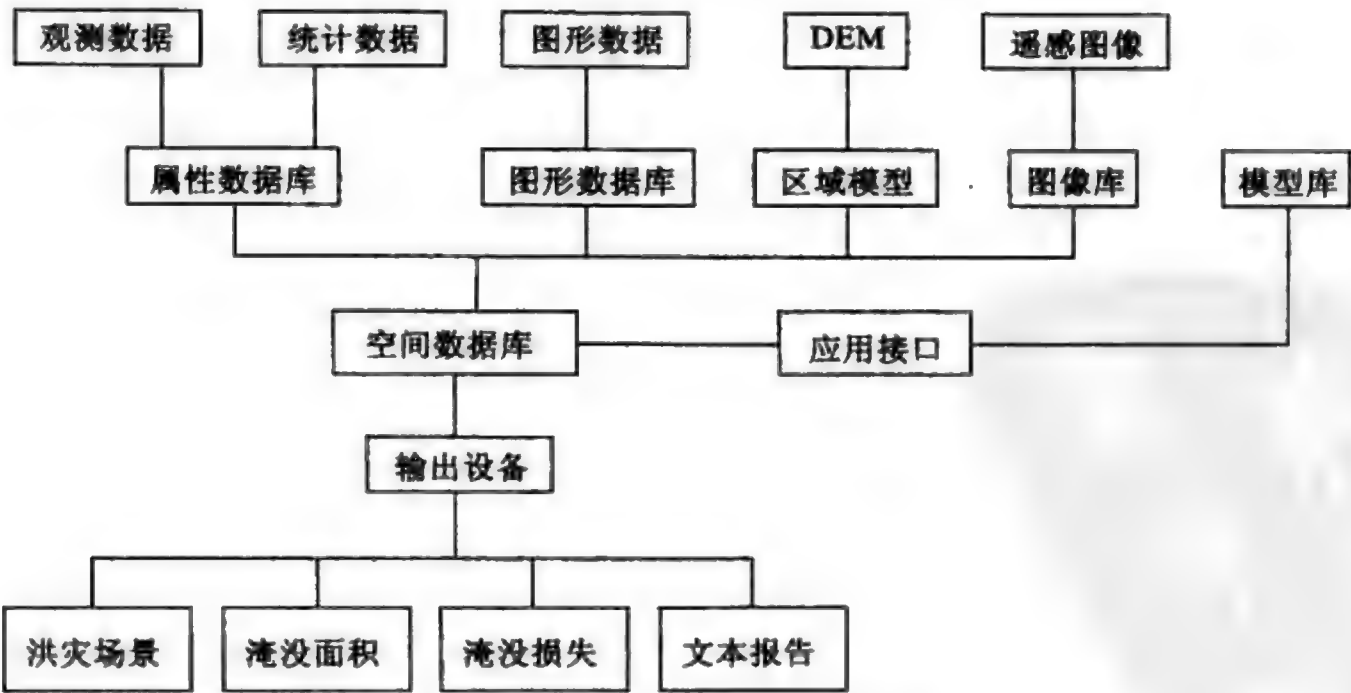 观测数据
统计数据
图形数据
DEM
遥感图像
属性数据库
图形数据库
区域模型
图像库
模型库
空间数据库
应用接口
输出设备
洪灾场景
淹没面积
淹没损失
文本报告